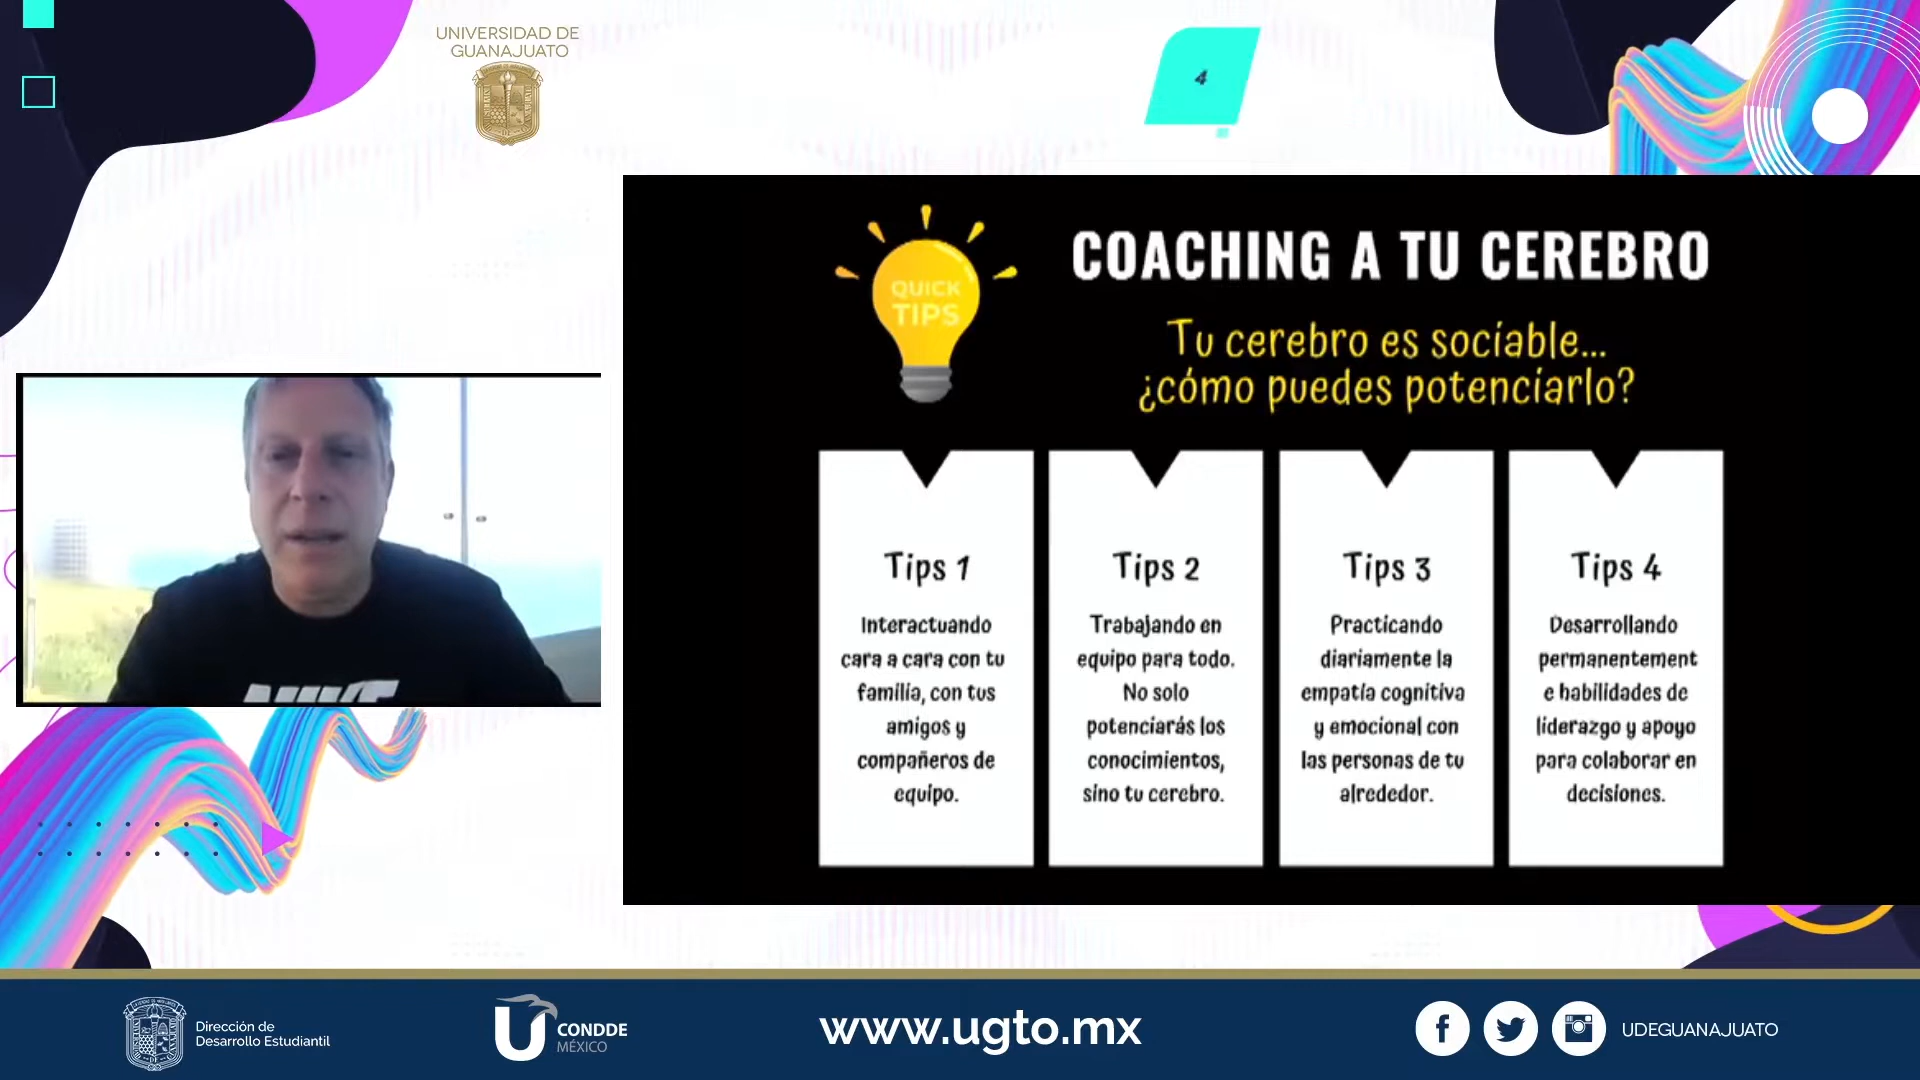 UNIVERSIDAD DE
GUANAJUATO
4
QUICK
TIPS
COACHING A TU CEREBRO
Tu cerebro es sociable...
¿cómo puedes potenciarlo?
Tips 1
Interactuando
cara a cara con tu
familia, con tus
amigos y
compañeros de
equipo.
Tips 2
Trabajando en
equipo para todo.
No solo
potenciarás los
conocimientos,
sino tu cerebro.
Tips 3
Practicando
diariamente la
empatía cognitiva
y emocional con
las personas de tu
alrededor.
Tips 4
Desarrollando
permanentement
e habilidades de
liderazgo y apoyo
para colaborar en
decisiones.
NIKE
Dirección de
Desarrollo Estudiantil
U
CONDDE
MÉXICO
www.ugto.mx
UDEGUANAJUATO